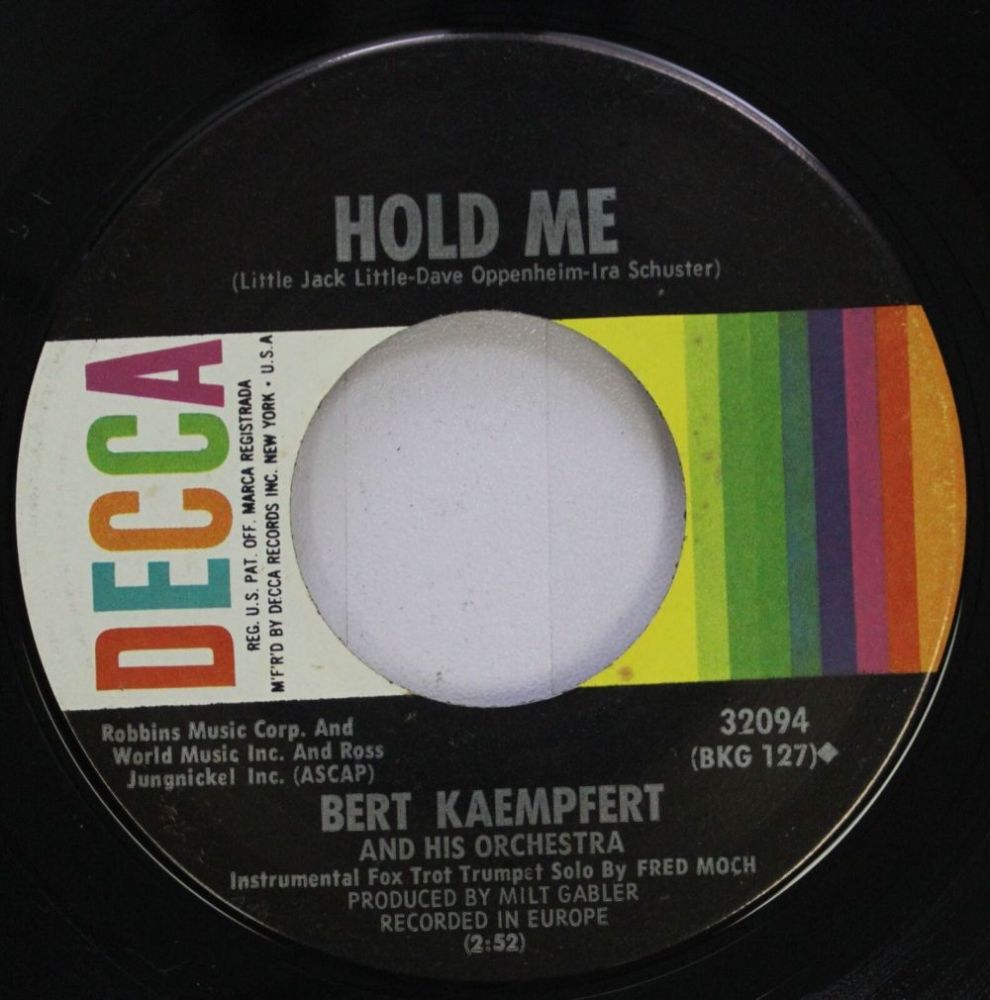 HOLD ME
(Little Jack Little-Dave Oppenheim-Ira Schuster)
DECCA
REG. U.S. PAT. OFF. MARCA REGISTRADA
M'F'R'D BY DECCA RECORDS INC. NEW YORK • U.S.A
Robbins Music Corp. And
World Music Inc. And Ross
Jungnickel Inc. (ASCAP)
32094
(BKG 127)◆
BERT KAEMPFERT
AND HIS ORCHESTRA
Instrumental Fox Trot Trumpet Solo By FRED MOCH
PRODUCED BY MILT GABLER
RECORDED IN EUROPE
(2:52)